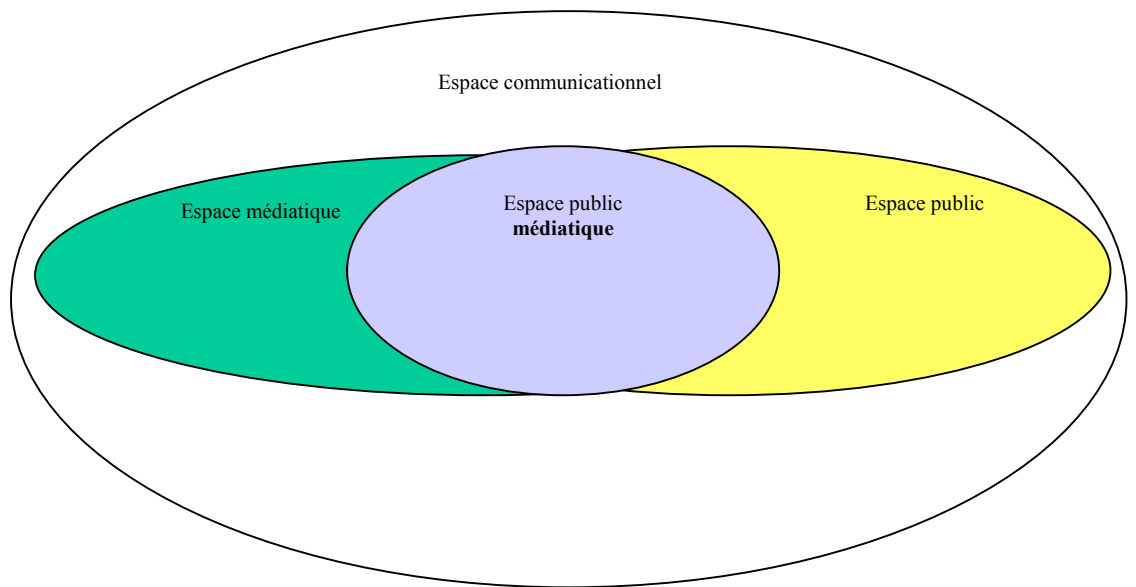 Espace communicationnel
Espace médiatique
Espace public
médiatique
Espace public